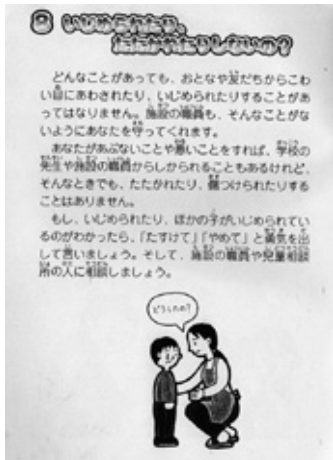 8 いじめられたり、
たたかれたりしないの?
どんなことがあっても、おとなや友だちからこわ
い目にあわされたり、いじめられたりすることがあ
ってはなりません。施設の職員も、そんなことがな
いようにあなたを守ってくれます。
あなたがあぶないことや悪いことをすれば、学校の
先生や施設の職員からしかられることもあるけれど、
そんなときでも、たたかれたり、傷つけられたりする
ことはありません。
もし、いじめられたり、ほかの子がいじめられてい
るのがわかったら、「たすけて」「やめて」と勇気を出
して言いましょう。そして、施設の職員や児童相談
所の人に相談しましょう。
どうしたの?